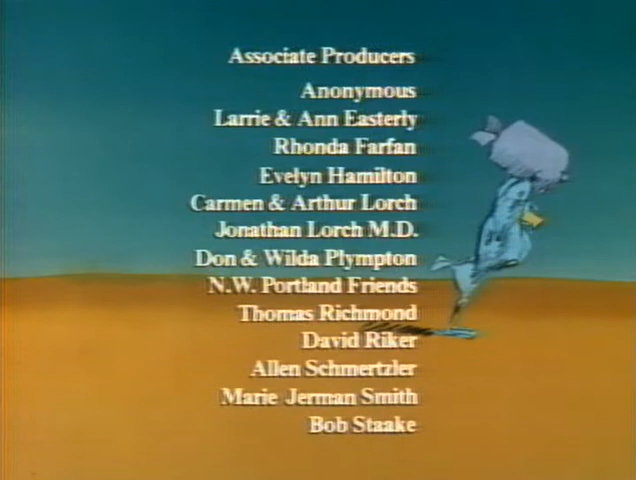 Associate Producers
Anonymous
Larrie & Ann Easterly
Rhonda Farfan
Evelyn Hamilton
Carmen & Arthur Lorch
Jonathan Lorch M.D.
Don & Wilda Plympton
N.W. Portland Friends
Thomas Richmond
David Riker
Allen Schmertzler
Marie Jerman Smith
Bob Staake